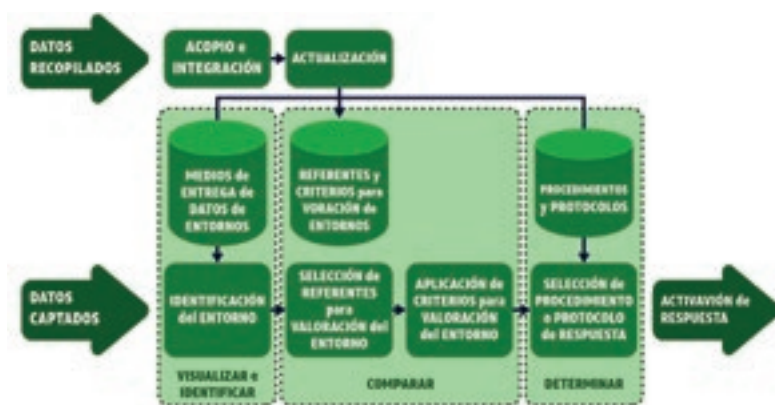 DATOS
RECOPILADOS
ACOPIO e
INTEGRACIÓN
ACTUALIZACIÓN
MEDIOS de
ENTREGA de
DATOS de
ENTORNOS
REFERENTES y
CRITERIOS para
VORACIÓN de
ENTORNOS
PROCEDIMIENTOS
y PROTOCOLOS
DATOS
CAPTADOS
IDENTIFICACIÓN
del ENTORNO
SELECCIÓN de
REFERENTES
para
VALORACIÓN del
ENTORNO
APLICACIÓN de
CRITERIOS para
VALORACIÓN
del ENTORNO
SELECCIÓN de
PROCEDIMIENTO
o PROTOCOLO
de RESPUESTA
ACTIVAVIÓN de
RESPUESTA
VISUALIZAR e
IDENTIFICAR
COMPARAR
DETERMINAR